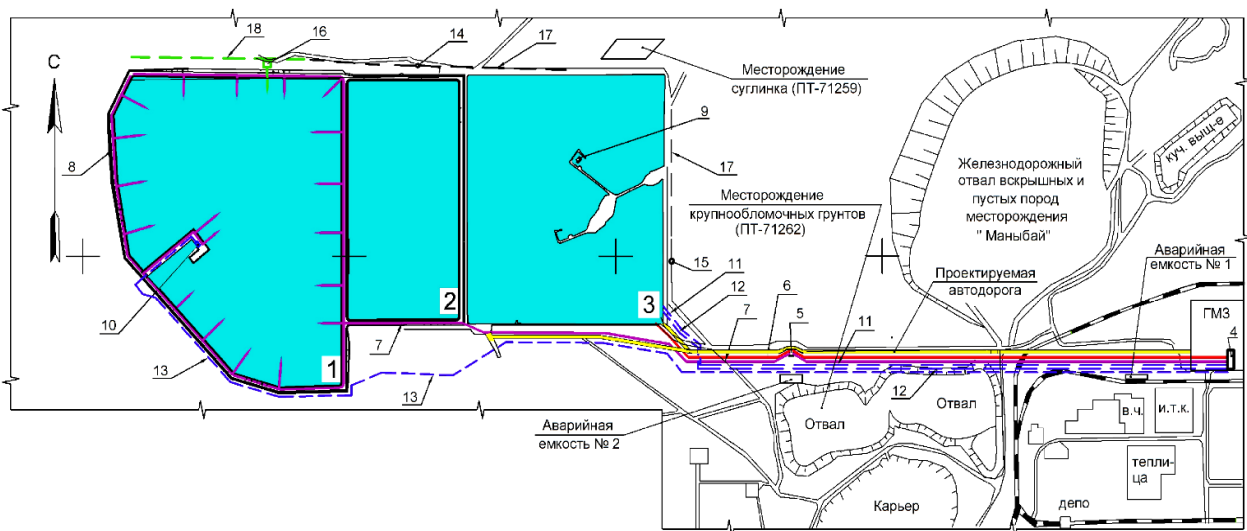 18
16
14
17
С
Месторождение
суглинка (ПТ-71259)
9
8
17
куч. выщ-е
Железнодорожный
отвал вскрышных и
пустых пород
месторождения
" Маныбай"
Месторождение
крупнообломочных грунтов
(ПТ-71262)
Аварийная
емкость № 1
15
11
12
6
Проектируемая
автодорога
10
2
3
7
5
7
11
ГМЗ
4
1
13
13
12
Аварийная
емкость № 2
Отвал
Отвал
в.ч.
и.т.к.
тепли-
ца
Карьер
депо